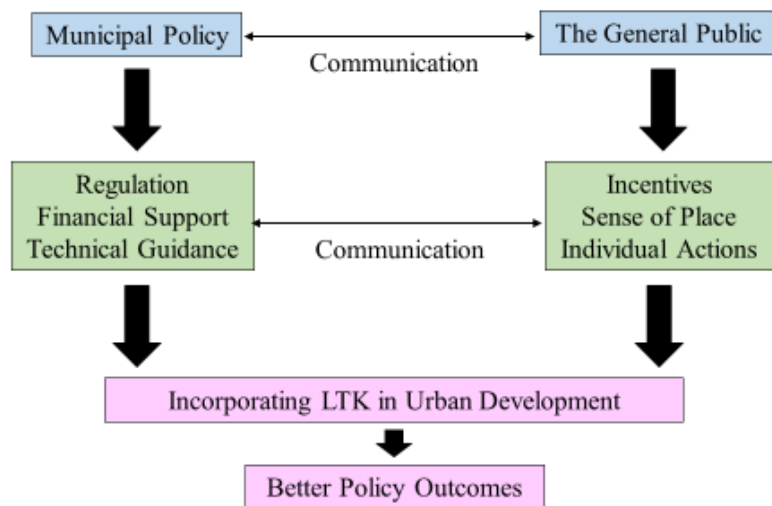 Municipal Policy
The General Public
Communication
Regulation
Financial Support
Technical Guidance
Incentives
Sense of Place
Individual Actions
Communication
Incorporating LTK in Urban Development
Better Policy Outcomes